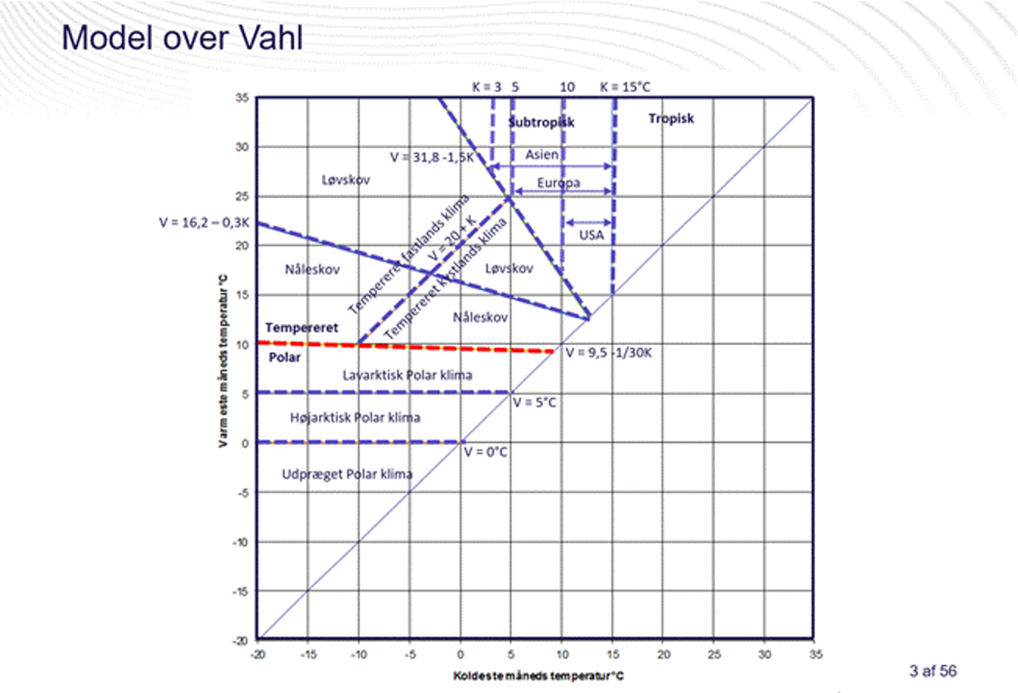 Model over Vahl
K = 3 5 10 K = 15°C
35
30
25
20
15
10
5
0
-5
-10
-15
-20
Subtropisk
Tropisk
V = 31,8 -1,5K
Asien
Løvskov
Europa
V = 16,2 – 0,3K
USA
Tempereret fastlands klima
V = 20 + K
Tempereret kystlands klima
Nåleskov
Løvskov
Nåleskov
Tempereret
Polar
V = 9,5 -1/30K
Lavarktisk Polar klima
V = 5°C
Højarktisk Polar klima
V = 0°C
Udpræget Polar klima
Varmeste måneds temperatur °C
-20 -15 -10 -5 0 5 10 15 20 25 30 35
Koldeste måneds temperatur °C
3 af 56